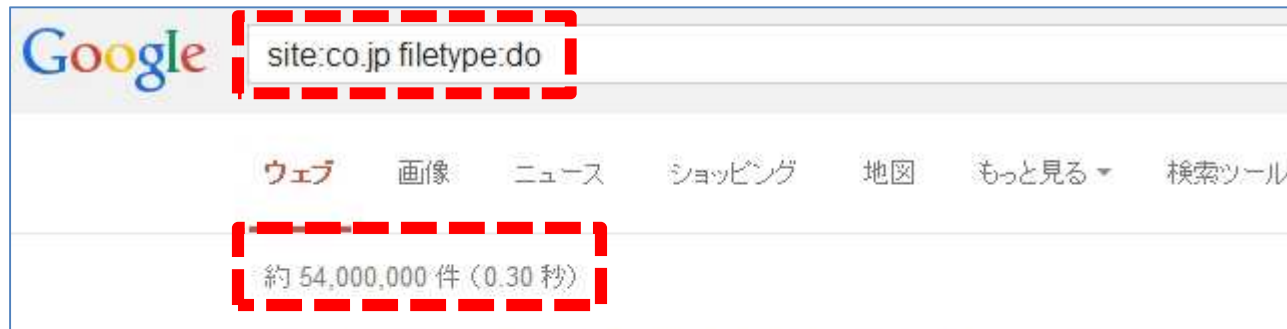 Google site:co.jp filetype:do
ウェブ 画像 ニュース ショッピング 地図 もっと見る 検索ツール
約 54,000,000 件 (0.30 秒)